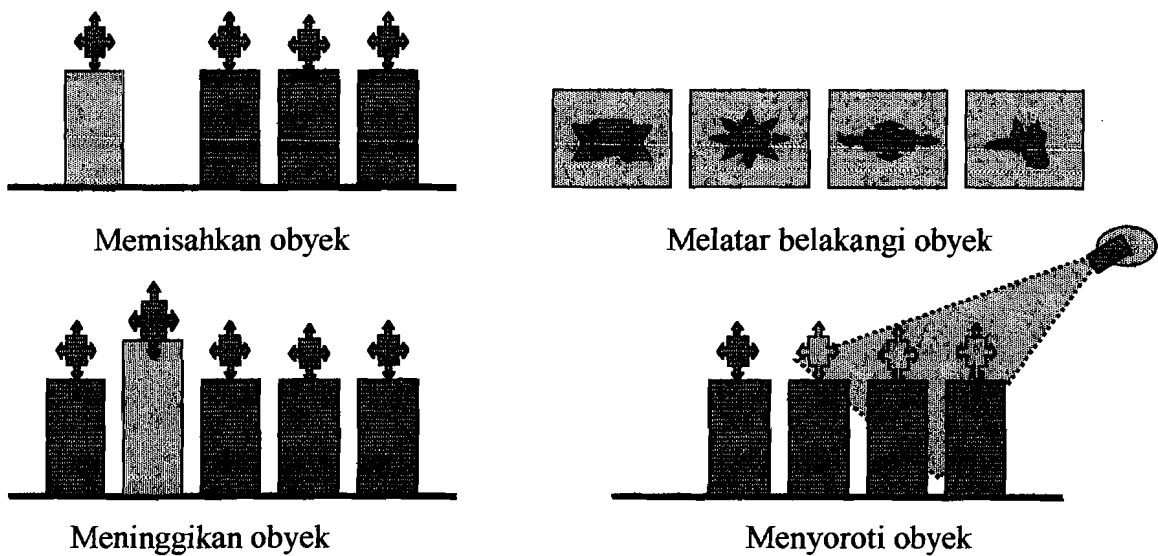 Memisahkan obyek
Melatar belakangi obyek
Meninggikan obyek
Menyoroti obyek